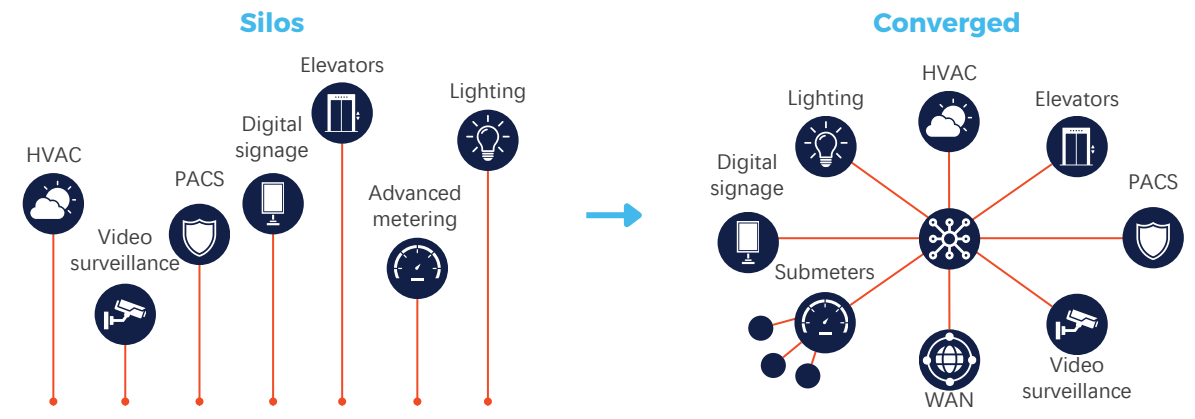 Silos
HVAC
Video
surveillance
PACS
Digital
signage
Elevators
Advanced
metering
Lighting
Converged
HVAC
Lighting
Elevators
Digital
signage
PACS
Submeters
Video
surveillance
WAN